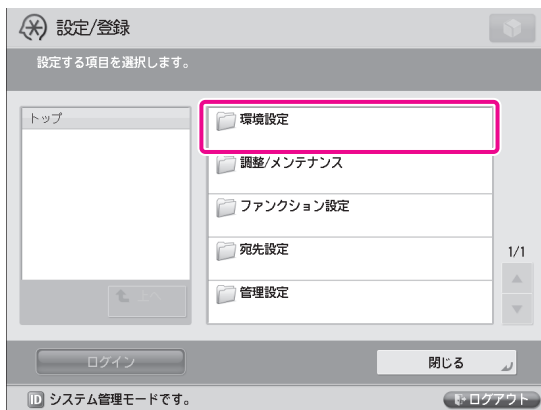 設定/登録
設定する項目を選択します。
トップ
環境設定
調整/メンテナンス
ファンクション設定
宛先設定
1/1
上へ
管理設定
ログイン
閉じる
ID システム管理モードです。
ログアウト